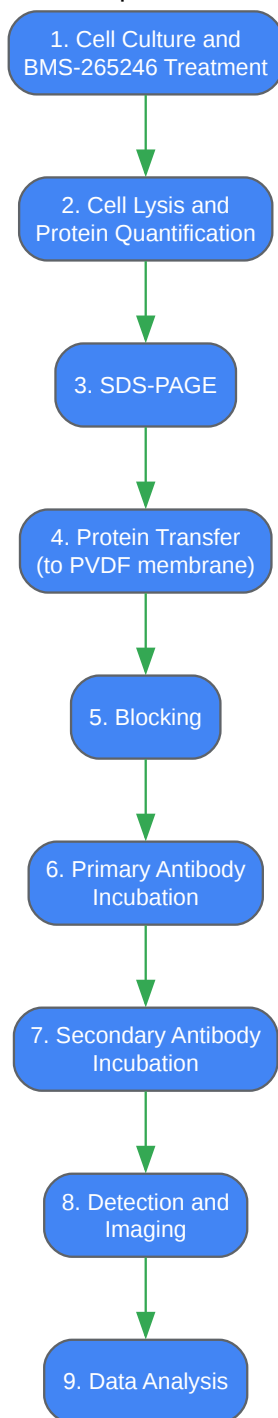 1. Cell Culture and
BMS-265246 Treatment
2. Cell Lysis and
Protein Quantification
3. SDS-PAGE
4. Protein Transfer
(to PVDF membrane)
5. Blocking
6. Primary Antibody
Incubation
7. Secondary Antibody
Incubation
8. Detection and
Imaging
9. Data Analysis